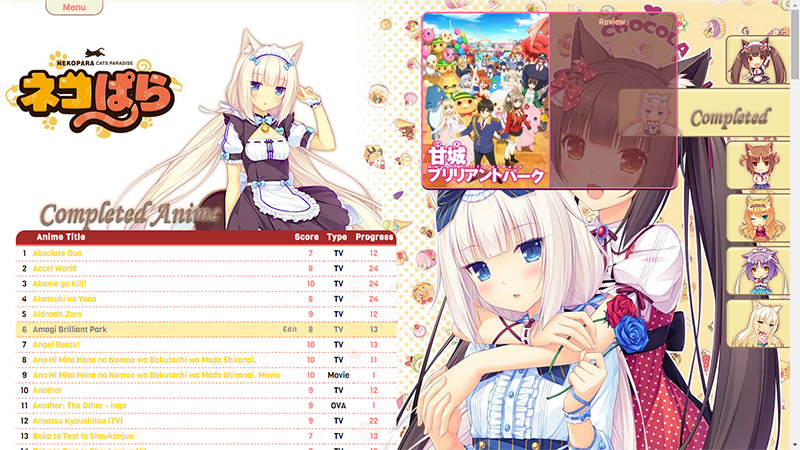 Menu
NEKOPARA CATS PARADISE
ネコぱら
Completed Anime
Anime Title Score Type Progress
1 Absolute Duo 7 TV 12
2 Accel World 8 TV 24
3 Akame ga Kill! 10 TV 24
4 Akatsuki no Yona 8 TV 24
5 Aldnoah.Zero 9 TV 12
6 Amagi Brilliant Park Edit 8 TV 13
7 Angel Beats! 10 TV 13
8 Ano Hi Mita Hana no Namae wo Bokutachi wa Mada Shiranai. 10 TV 11
9 Ano Hi Mita Hana no Namae wo Bokutachi wa Mada Shiranai. Movie 10 Movie 1
10 Another 9 TV 12
11 Another: The Other - Inga 9 OVA 1
12 Ansatsu Kyoushitsu (TV) 9 TV 22
13 Baka to Test to Shoukanjuu 7 TV 13
甘城
ブリリアントパーク
Review:
CHOCOLA
Completed